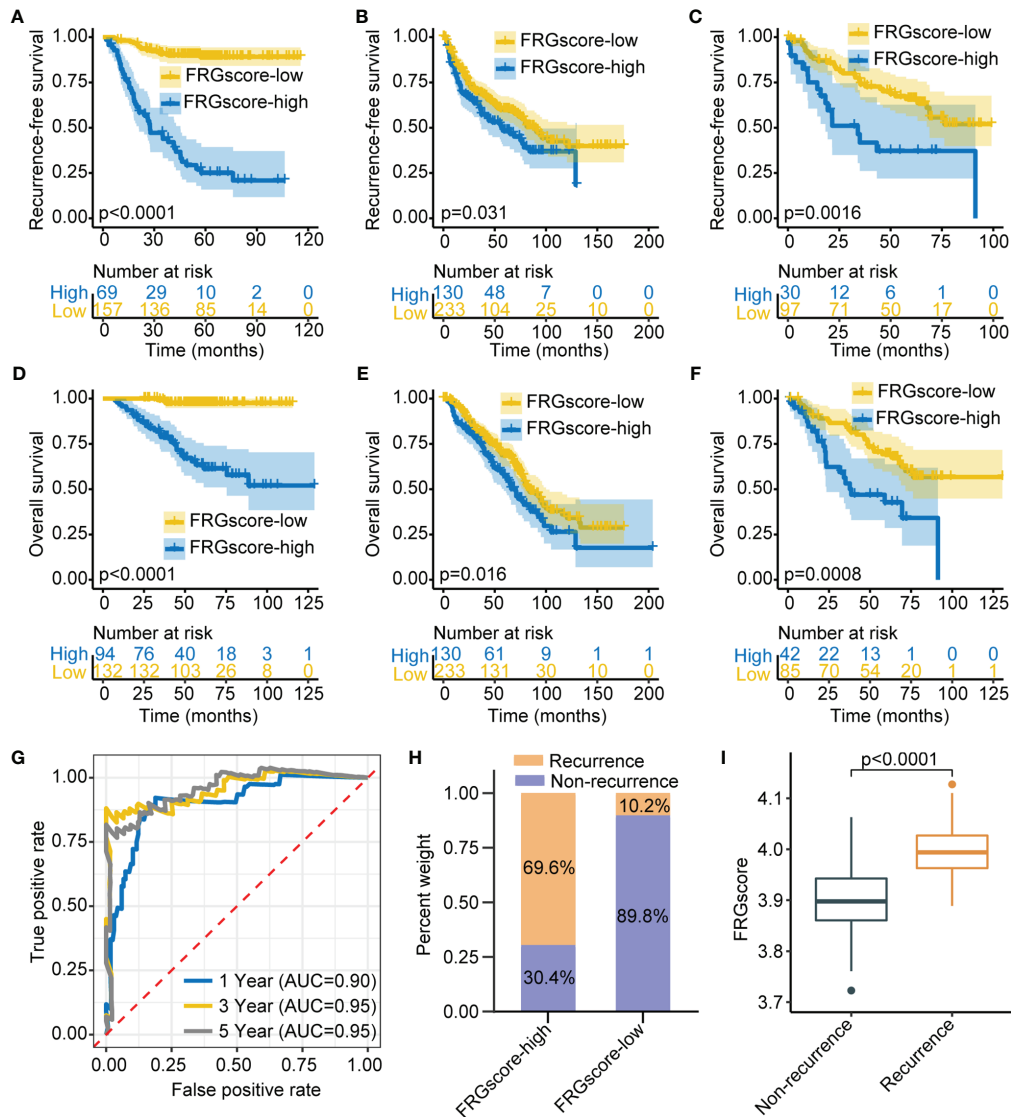 A
Recurrence-free survival
1.00
0.75
0.50
0.25
0.00
FRGscore-low
FRGscore-high
p<0.0001
0 30 60 90 120
Number at risk
High 69 29 10 2 0
Low 157 136 85 14 0
0 30 60 90 120
Time (months)
B
Recurrence-free survival
1.00
0.75
0.50
0.25
0.00
FRGscore-low
FRGscore-high
p=0.031
0 50 100 150 200
Number at risk
High 130 48 7 0 0
Low 233 104 25 10 0
0 50 100 150 200
Time (months)
C
Recurrence-free survival
1.00
0.75
0.50
0.25
0.00
FRGscore-low
FRGscore-high
p=0.0016
0 25 50 75 100
Number at risk
High 30 12 6 1 0
Low 97 71 50 17 0
0 25 50 75 100
Time (months)
D
Overall survival
1.00
0.75
0.50
0.25
0.00
FRGscore-low
FRGscore-high
p<0.0001
0 25 50 75 100 125
Number at risk
High 94 76 40 18 3 1
Low 132 132 103 26 8 0
0 25 50 75 100 125
Time (months)
E
Overall survival
1.00
0.75
0.50
0.25
0.00
FRGscore-low
FRGscore-high
p=0.016
0 50 100 150 200
Number at risk
High 130 61 9 1 1
Low 233 131 30 10 0
0 50 100 150 200
Time (months)
F
Overall survival
1.00
0.75
0.50
0.25
0.00
FRGscore-low
FRGscore-high
p=0.0008
0 25 50 75 100 125
Number at risk
High 42 22 13 1 0 0
Low 85 70 54 20 1 1
0 25 50 75 100 125
Time (months)
G
True positive rate
1.00
0.75
0.50
0.25
0.00
1 Year (AUC=0.90)
3 Year (AUC=0.95)
5 Year (AUC=0.95)
0.00 0.25 0.50 0.75 1.00
False positive rate
H
Recurrence
Non-recurrence
Percent weight
1.00
0.75
0.50
0.25
0.00
10.2%
69.6%
89.8%
30.4%
FRGscore-high
FRGscore-low
I
p<0.0001
FRGscore
4.1
4.0
3.9
3.8
3.7
Non-recurrence
Recurrence